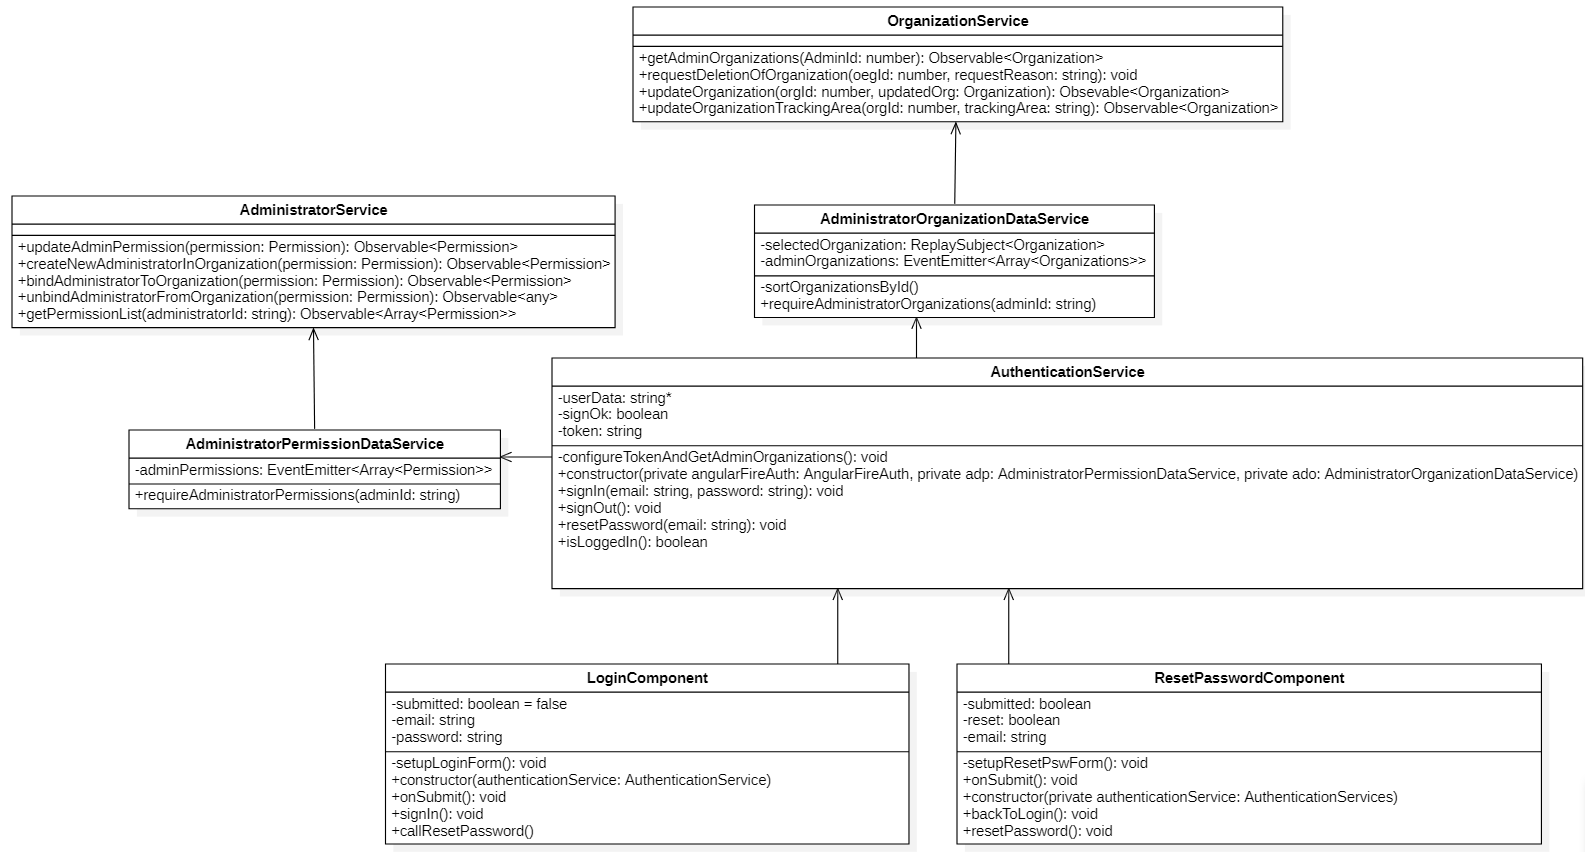 OrganizationService
+getAdminOrganizations(AdminId: number): Observable<Organization>
+requestDeletionOfOrganization(oegId: number, requestReason: string): void
+updateOrganization(orgId: number, updatedOrg: Organization): Obsevable<Organization>
+updateOrganizationTrackingArea(orgId: number, trackingArea: string): Observable<Organization>
AdministratorService
+updateAdminPermission(permission: Permission): Observable<Permission>
+createNewAdministratorInOrganization(permission: Permission): Observable<Permission>
+bindAdministratorToOrganization(permission: Permission): Observable<Permission>
+unbindAdministratorFromOrganization(permission: Permission): Observable<any>
+getPermissionList(administratorId: string): Observable<Array<Permission>>
AdministratorOrganizationDataService
-selectedOrganization: ReplaySubject<Organization>
-adminOrganizations: EventEmitter<Array<Organizations>>
-sortOrganizationsById()
+requireAdministratorOrganizations(adminId: string)
AuthenticationService
-userData: string*
-signOk: boolean
-token: string
-configureTokenAndGetAdminOrganizations(): void
+constructor(private angularFireAuth: AngularFireAuth, private adp: AdministratorPermissionDataService, private ado: AdministratorOrganizationDataService)
+signIn(email: string, password: string): void
+signOut(): void
+resetPassword(email: string): void
+isLoggedIn(): boolean
AdministratorPermissionDataService
-adminPermissions: EventEmitter<Array<Permission>>
+requireAdministratorPermissions(adminId: string)
LoginComponent
-submitted: boolean = false
-email: string
-password: string
-setupLoginForm(): void
+constructor(authenticationService: AuthenticationService)
+onSubmit(): void
+signIn(): void
+callResetPassword()
ResetPasswordComponent
-submitted: boolean
-reset: boolean
-email: string
-setupResetPswForm(): void
+onSubmit(): void
+constructor(private authenticationService: AuthenticationServices)
+backToLogin(): void
+resetPassword(): void